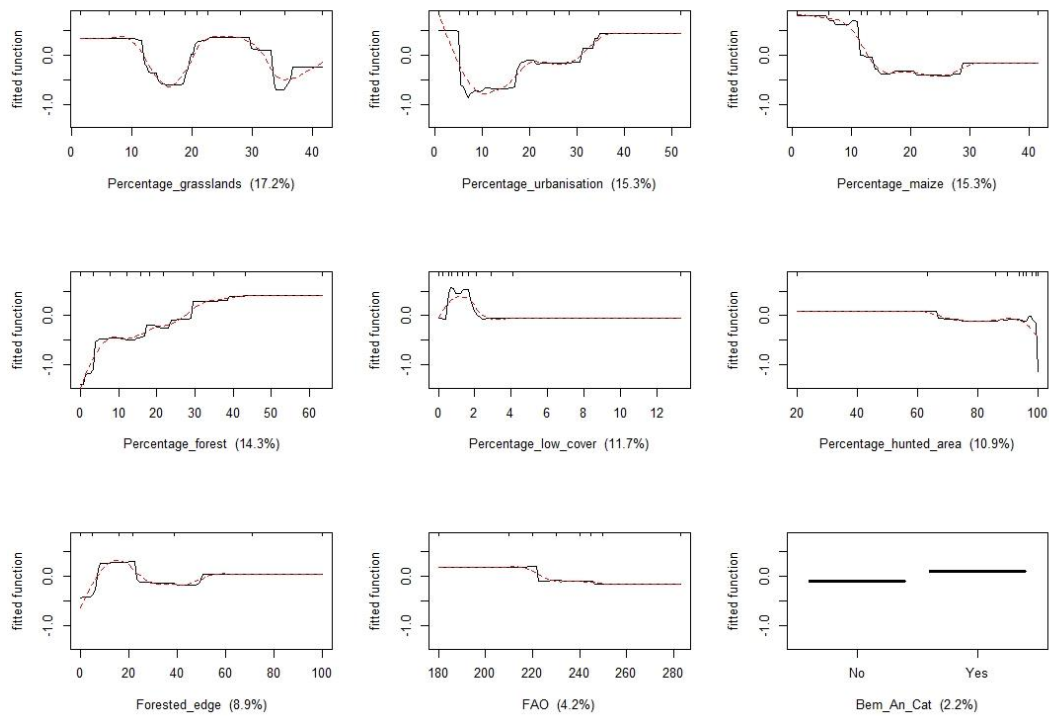 fitted function
0.0
-1.0
0 10 20 30 40
Percentage_grasslands (17.2%)
fitted function
0.0
-1.0
0 10 20 30 40 50
Percentage_urbanisation (15.3%)
fitted function
0.0
-1.0
0 10 20 30 40
Percentage_maize (15.3%)
fitted function
0.0
-1.0
0 10 20 30 40 50 60
Percentage_forest (14.3%)
fitted function
0.0
-1.0
0 2 4 6 8 10 12
Percentage_low_cover (11.7%)
fitted function
0.0
-1.0
20 40 60 80 100
Percentage_hunted_area (10.9%)
fitted function
0.0
-1.0
0 20 40 60 80 100
Forested_edge (8.9%)
fitted function
0.0
-1.0
180 200 220 240 260 280
FAO (4.2%)
fitted function
0.0
-1.0
No Yes
Bem_An_Cat (2.2%)